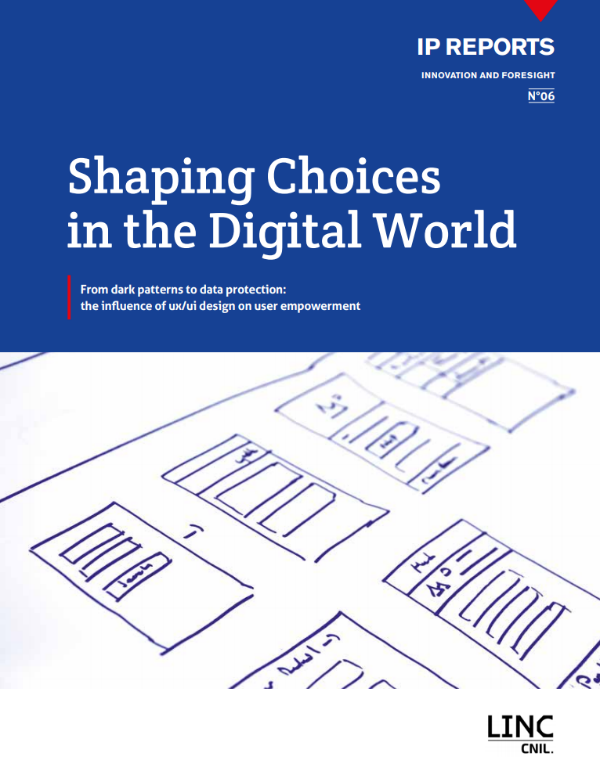 IP REPORTS
INNOVATION AND FORESIGHT
N°06
Shaping Choices
in the Digital World
From dark patterns to data protection:
the influence of ux/ui design on user empowerment
LINC
CNIL.